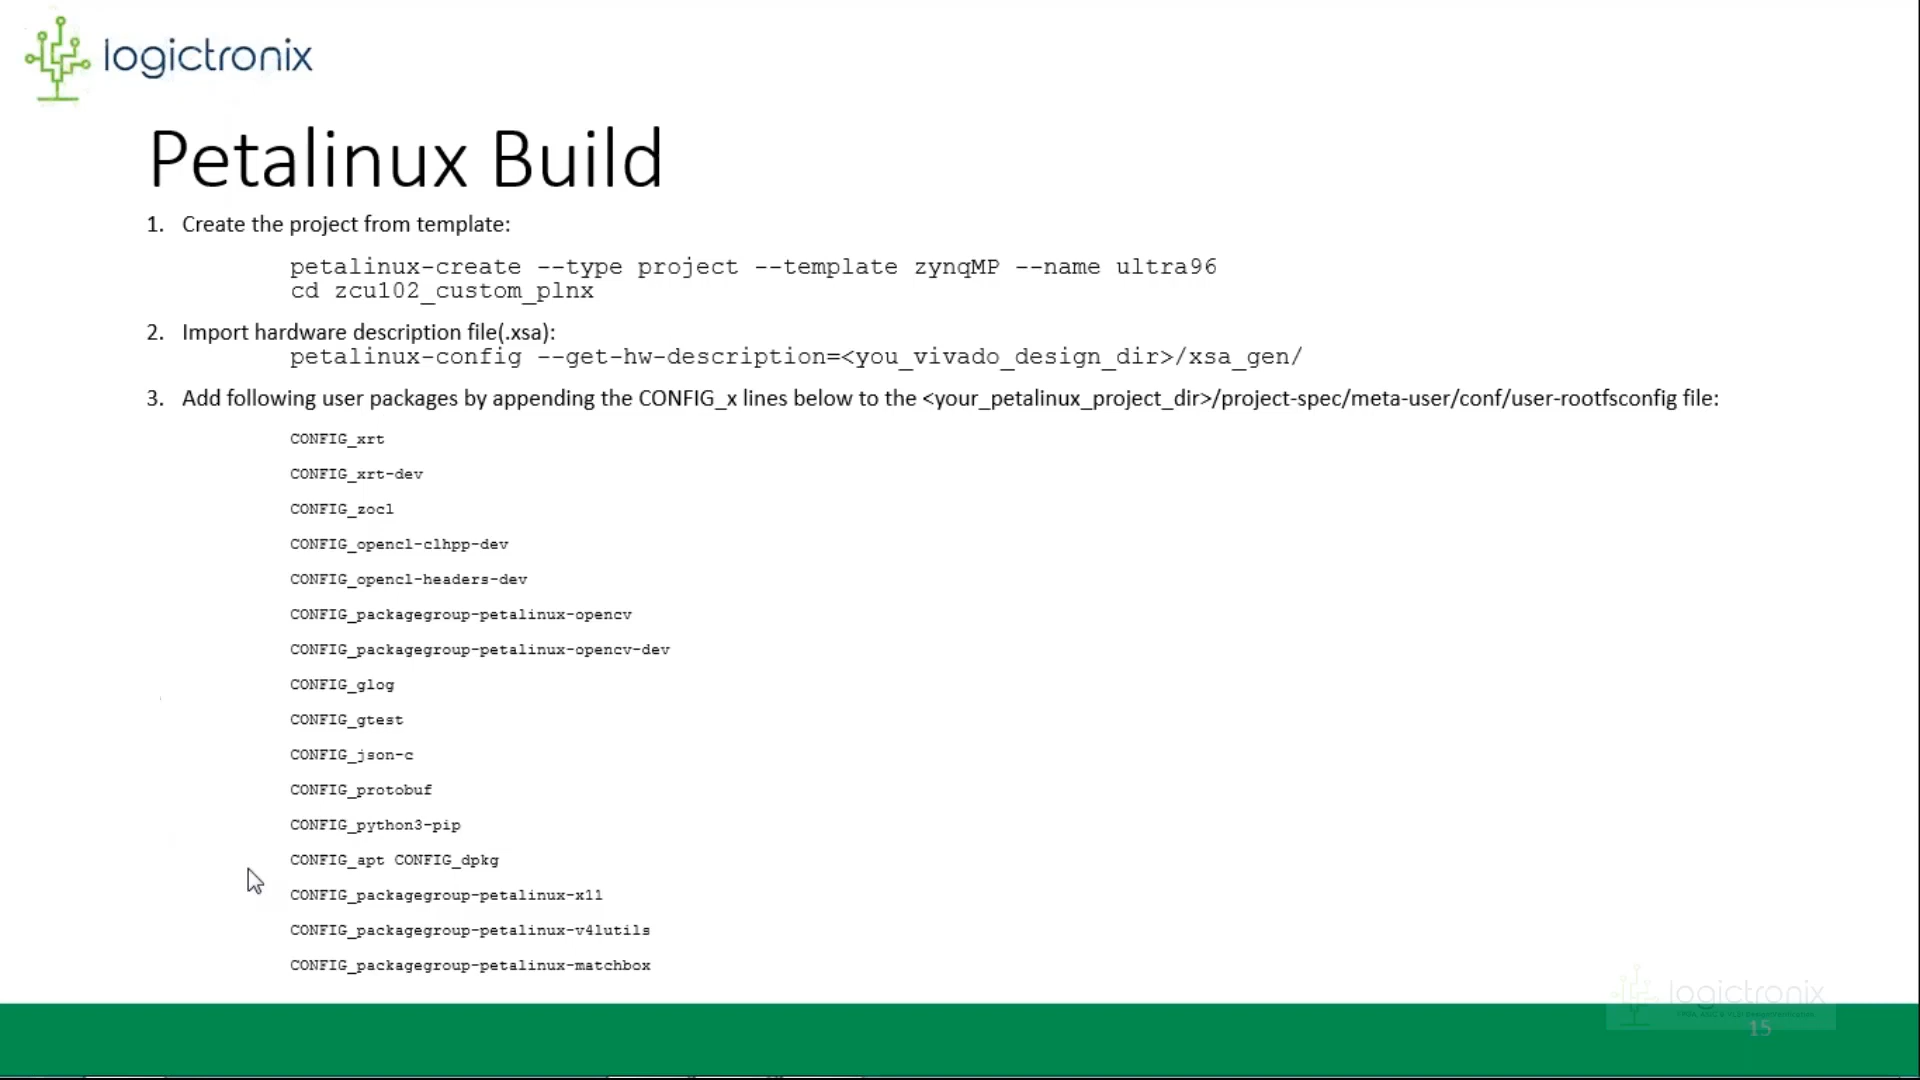 logictronix
Petalinux Build
1. Create the project from template:
petalinux-create --type project --template zynqMP --name ultra96
cd zcu102_custom_plnx
2. Import hardware description file(.xsa):
petalinux-config --get-hw-description=<you_vivado_design_dir>/xsa_gen/
3. Add following user packages by appending the CONFIG_x lines below to the <your_petalinux_project_dir>/project-spec/meta-user/conf/user-rootfsconfig file:
CONFIG_xrt
CONFIG_xrt-dev
CONFIG_zocl
CONFIG_opencl-clhpp-dev
CONFIG_opencl-headers-dev
CONFIG_packagegroup-petalinux-opencv
CONFIG_packagegroup-petalinux-opencv-dev
CONFIG_glog
CONFIG_gtest
CONFIG_json-c
CONFIG_protobuf
CONFIG_python3-pip
CONFIG_apt CONFIG_dpkg
CONFIG_packagegroup-petalinux-x11
CONFIG_packagegroup-petalinux-v4lutils
CONFIG_packagegroup-petalinux-matchbox
logictronix
15